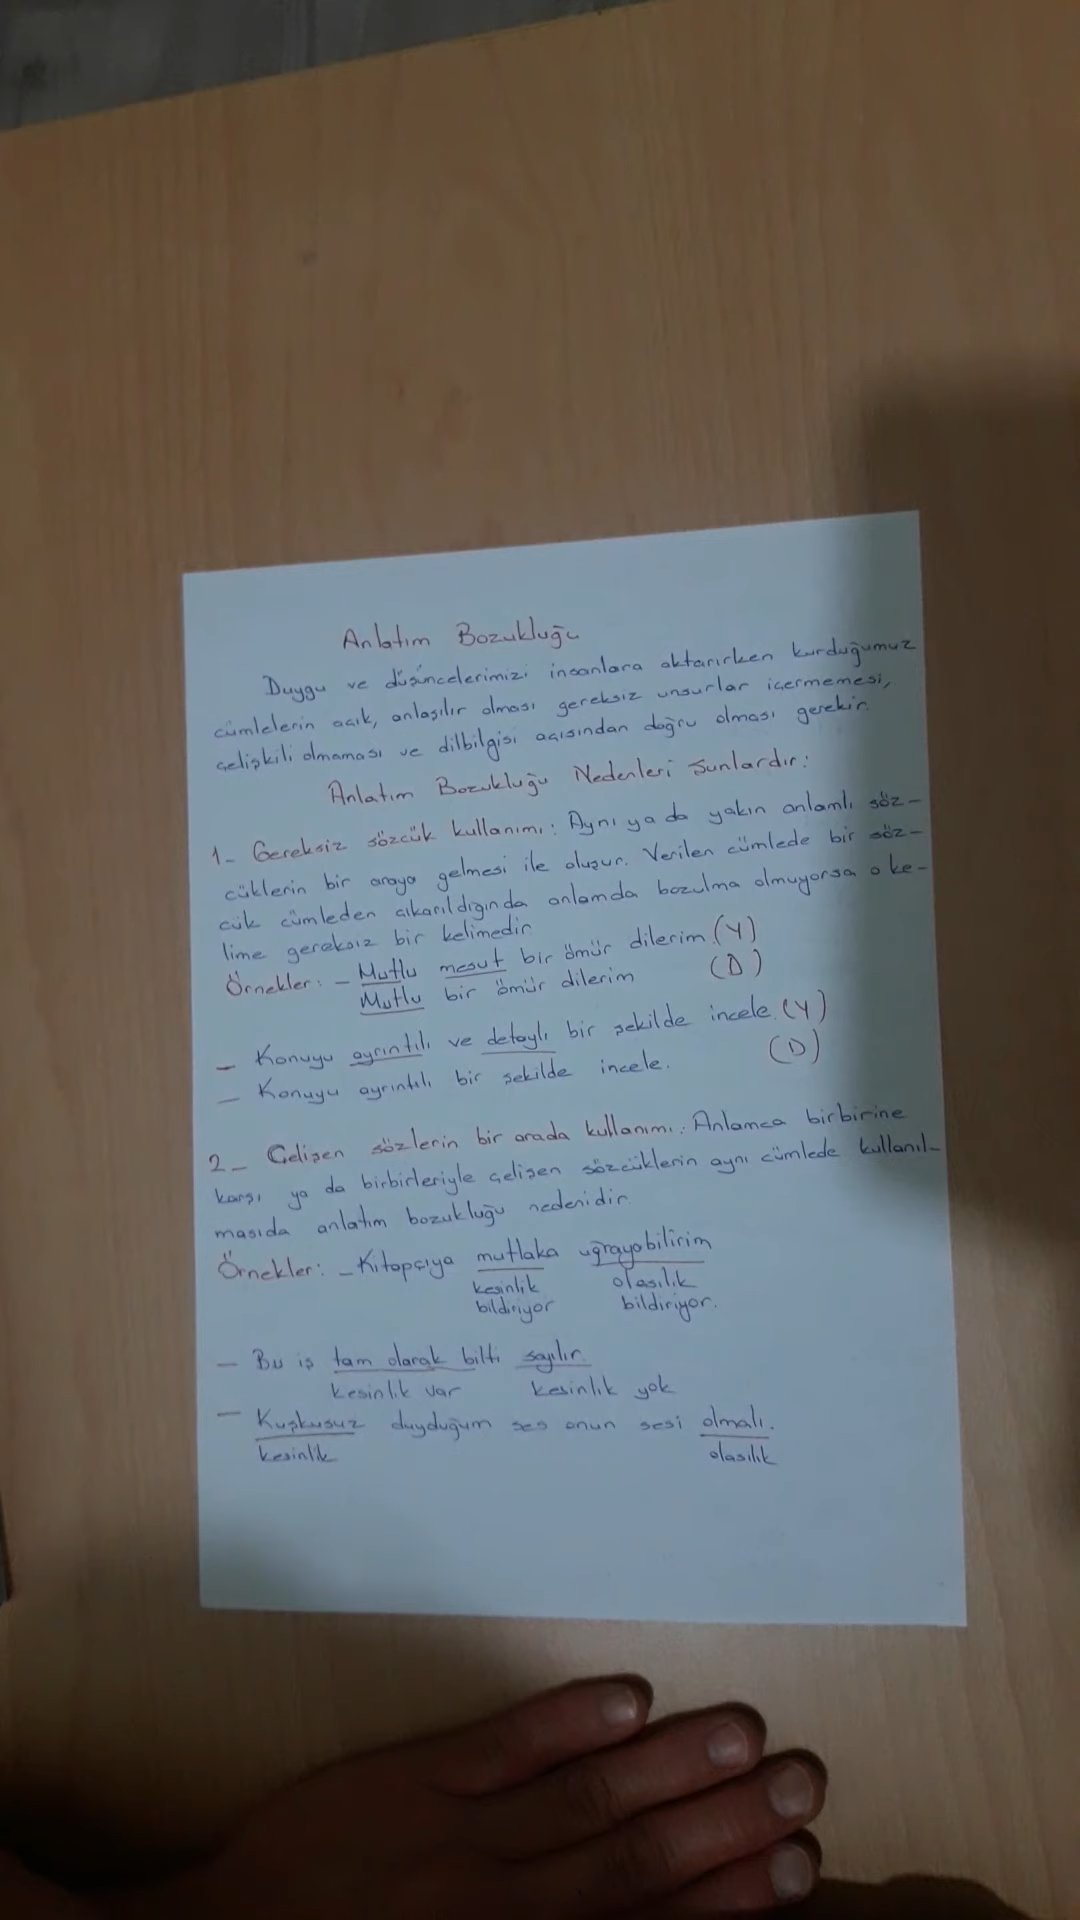 Anlatım Bozukluğu
Duygu ve düşüncelerimizi insanlara aktarırken kurduğumuz
cümlelerin açık, anlaşılır olması gereksiz unsurlar içermemesi,
çelişkili olmaması ve dilbilgisi açısından doğru olması gerekir.
Anlatım Bozukluğu Nedenleri Şunlardır:
1- Gereksiz sözcük kullanımı: Aynı ya da yakın anlamlı söz-
cüklerin bir araya gelmesi ile oluşur. Verilen cümlede bir söz-
cük cümleden çıkarıldığında anlamda bozulma olmuyorsa o ke-
lime gereksiz bir kelimedir.
Örnekler: - Mutlu mesut bir ömür dilerim (Y)
Mutlu bir ömür dilerim (D)
- Konuyu ayrıntılı ve detaylı bir şekilde incele. (Y)
- Konuyu ayrıntılı bir şekilde incele. (D)
2- Çelişen sözlerin bir arada kullanımı: Anlamca birbirine
karşı ya da birbirleriyle çelişen sözcüklerin aynı cümlede kullanıl-
masıda anlatım bozukluğu nedenidir.
Örnekler: - Kitapçıya mutlaka uğrayabilirim
kesinlik olasılık
bildiriyor bildiriyor.
- Bu iş tam olarak bitti sayılır.
kesinlik var kesinlik yok
- Kuşkusuz duyduğum ses onun sesi olmalı.
kesinlik olasılık